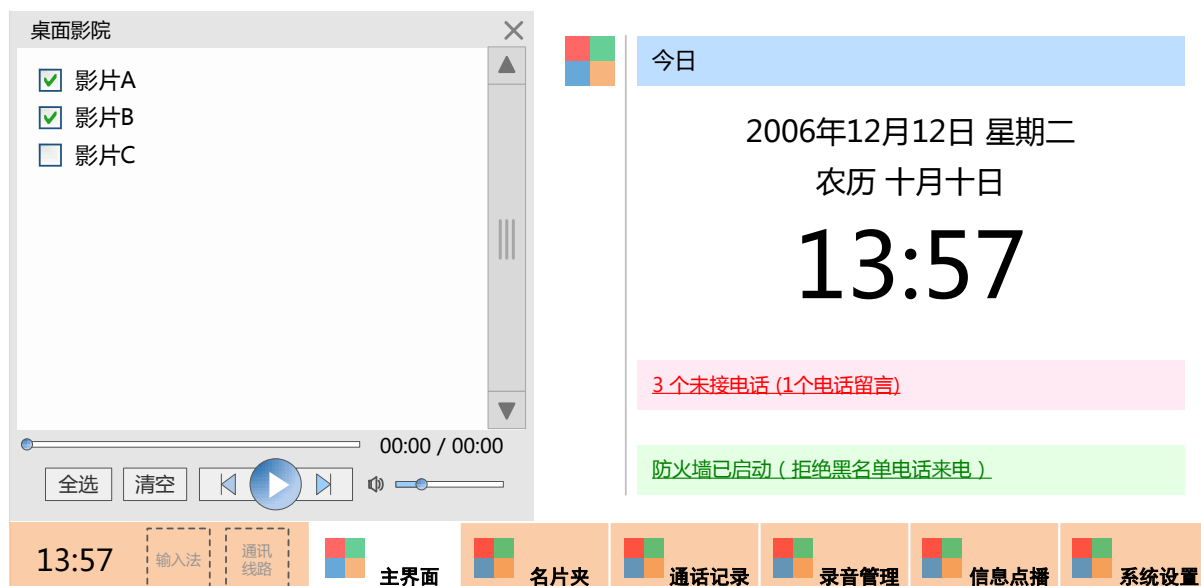 桌面影院
影片A
影片B
影片C
00:00 / 00:00
全选
清空
今日
2006年12月12日 星期二
农历 十月十日
13:57
3 个未接电话 (1个电话留言)
防火墙已启动 ( 拒绝黑名单电话来电 )
13:57
输入法
通讯
线路
主界面
名片夹
通话记录
录音管理
信息点播
系统设置